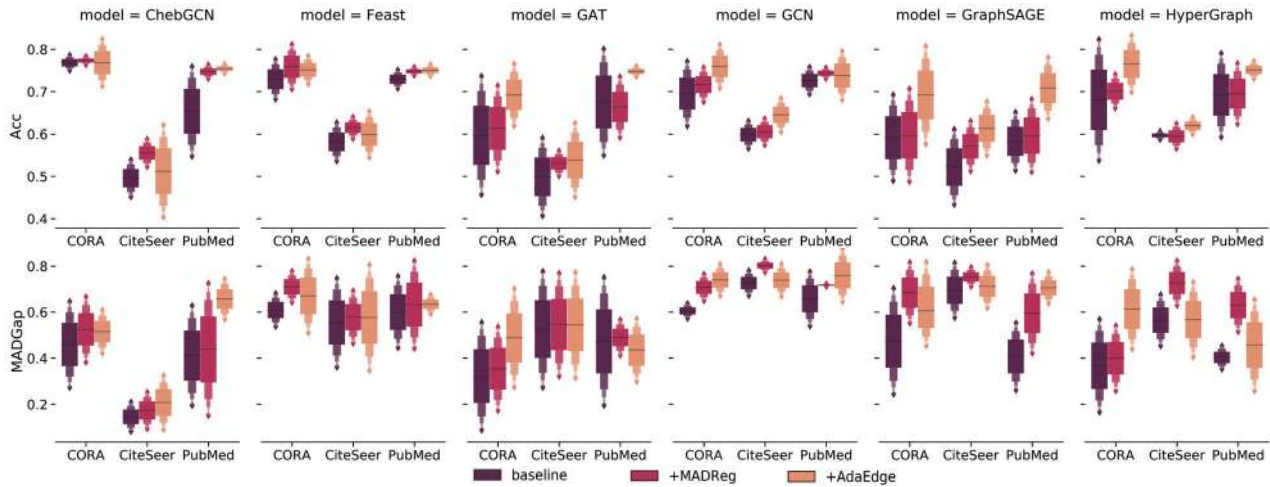 model = ChebGCN model = Feast model = GAT model = GCN model = GraphSAGE model = HyperGraph
Acc
0.8
0.7
0.6
0.5
0.4
CORA CiteSeer PubMed CORA CiteSeer PubMed CORA CiteSeer PubMed CORA CiteSeer PubMed CORA CiteSeer PubMed CORA CiteSeer PubMed
MADGap
0.8
0.6
0.4
0.2
CORA CiteSeer PubMed CORA CiteSeer PubMed CORA CiteSeer PubMed CORA CiteSeer PubMed CORA CiteSeer PubMed CORA CiteSeer PubMed
baseline +MADReg +AdaEdge